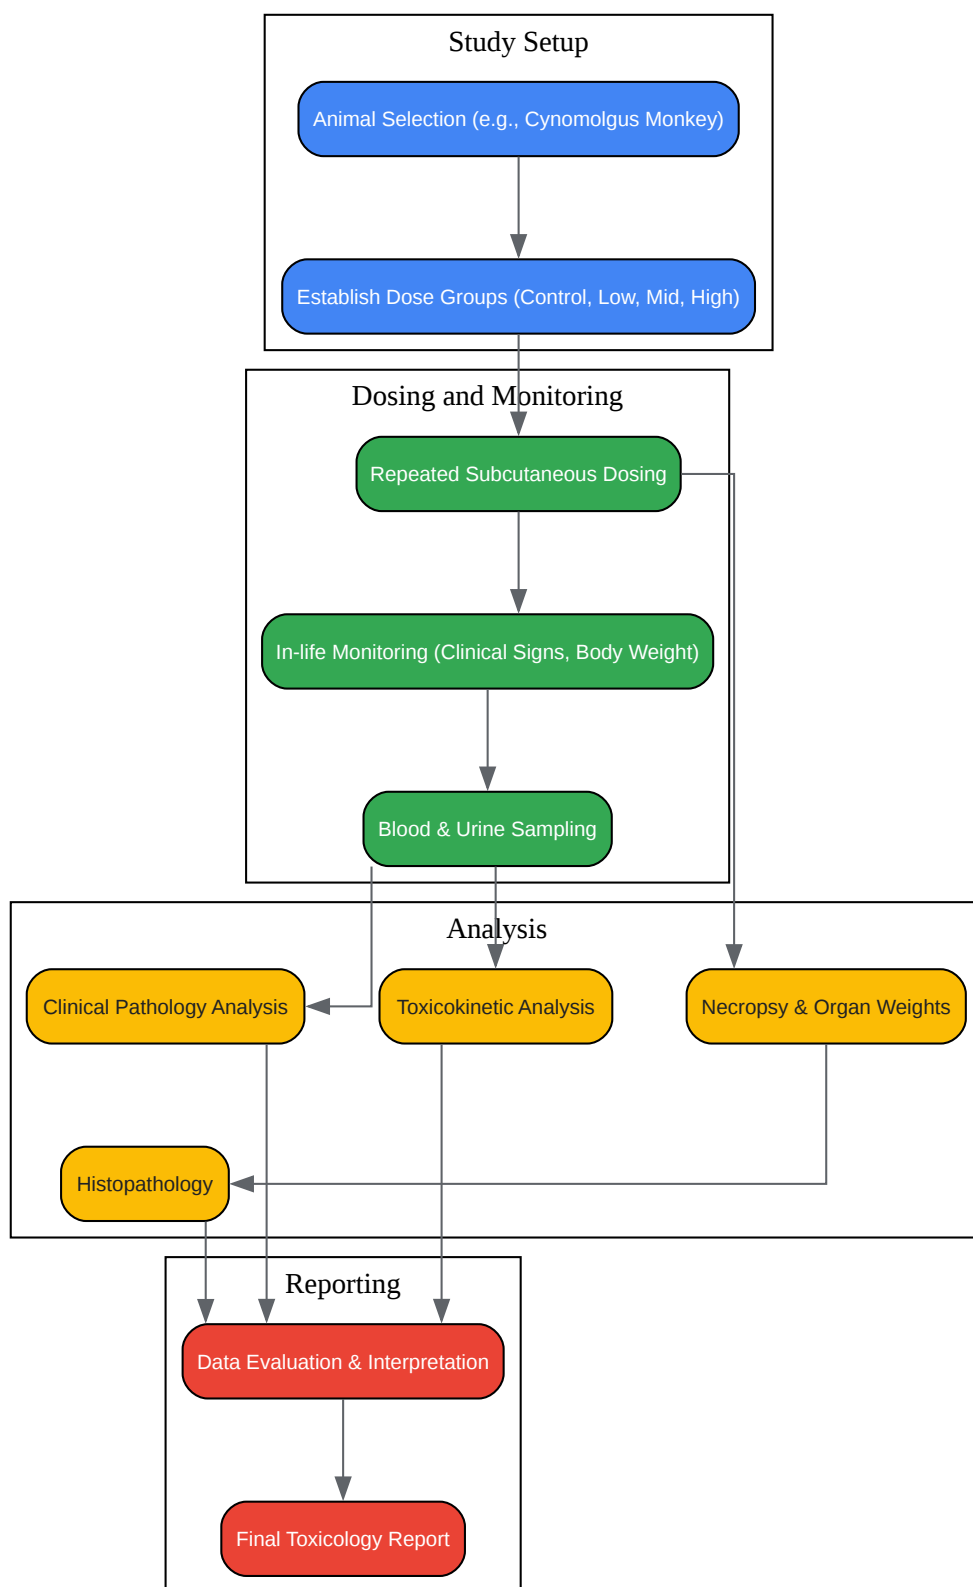 Study Setup
Animal Selection (e.g., Cynomolgus Monkey)
Establish Dose Groups (Control, Low, Mid, High)
Dosing and Monitoring
Repeated Subcutaneous Dosing
In-life Monitoring (Clinical Signs, Body Weight)
Blood & Urine Sampling
Analysis
Clinical Pathology Analysis
Toxicokinetic Analysis
Necropsy & Organ Weights
Histopathology
Reporting
Data Evaluation & Interpretation
Final Toxicology Report